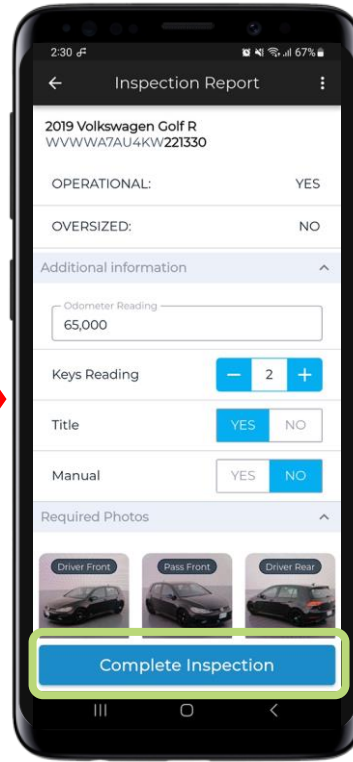 2:30
67%
Inspection Report
2019 Volkswagen Golf R
WVWWA7AU4KW221330
OPERATIONAL: YES
OVERSIZED: NO
Additional information
Odometer Reading
65,000
Keys Reading − 2 +
Title YES NO
Manual YES NO
Required Photos
Driver Front Pass Front Driver Rear
Complete Inspection